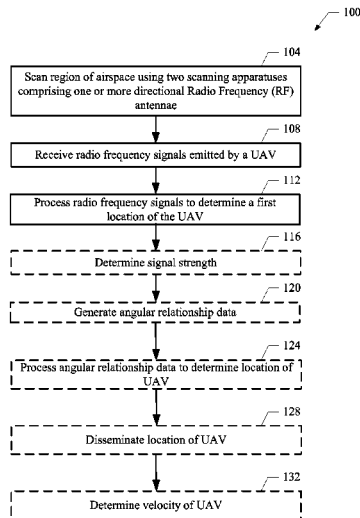 100
104
Scan region of airspace using two scanning apparatuses
comprising one or more directional Radio Frequency (RF)
antennae
108
Receive radio frequency signals emitted by a UAV
112
Process radio frequency signals to determine a first
location of the UAV
116
Determine signal strength
120
Generate angular relationship data
124
Process angular relationship data to determine location of
UAV
128
Disseminate location of UAV
132
Determine velocity of UAV